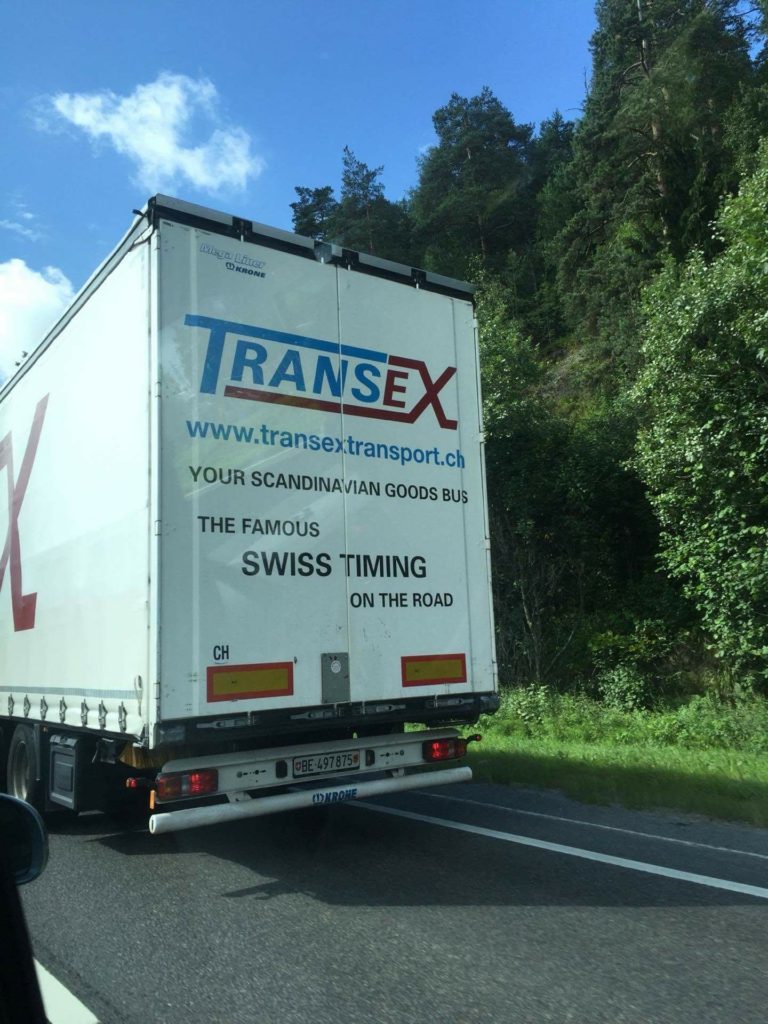 Mega Liner
KRONE
TRANSEX
www.transextransport.ch
YOUR SCANDINAVIAN GOODS BUS
THE FAMOUS
SWISS TIMING
ON THE ROAD
CH
BE·497875
KRONE